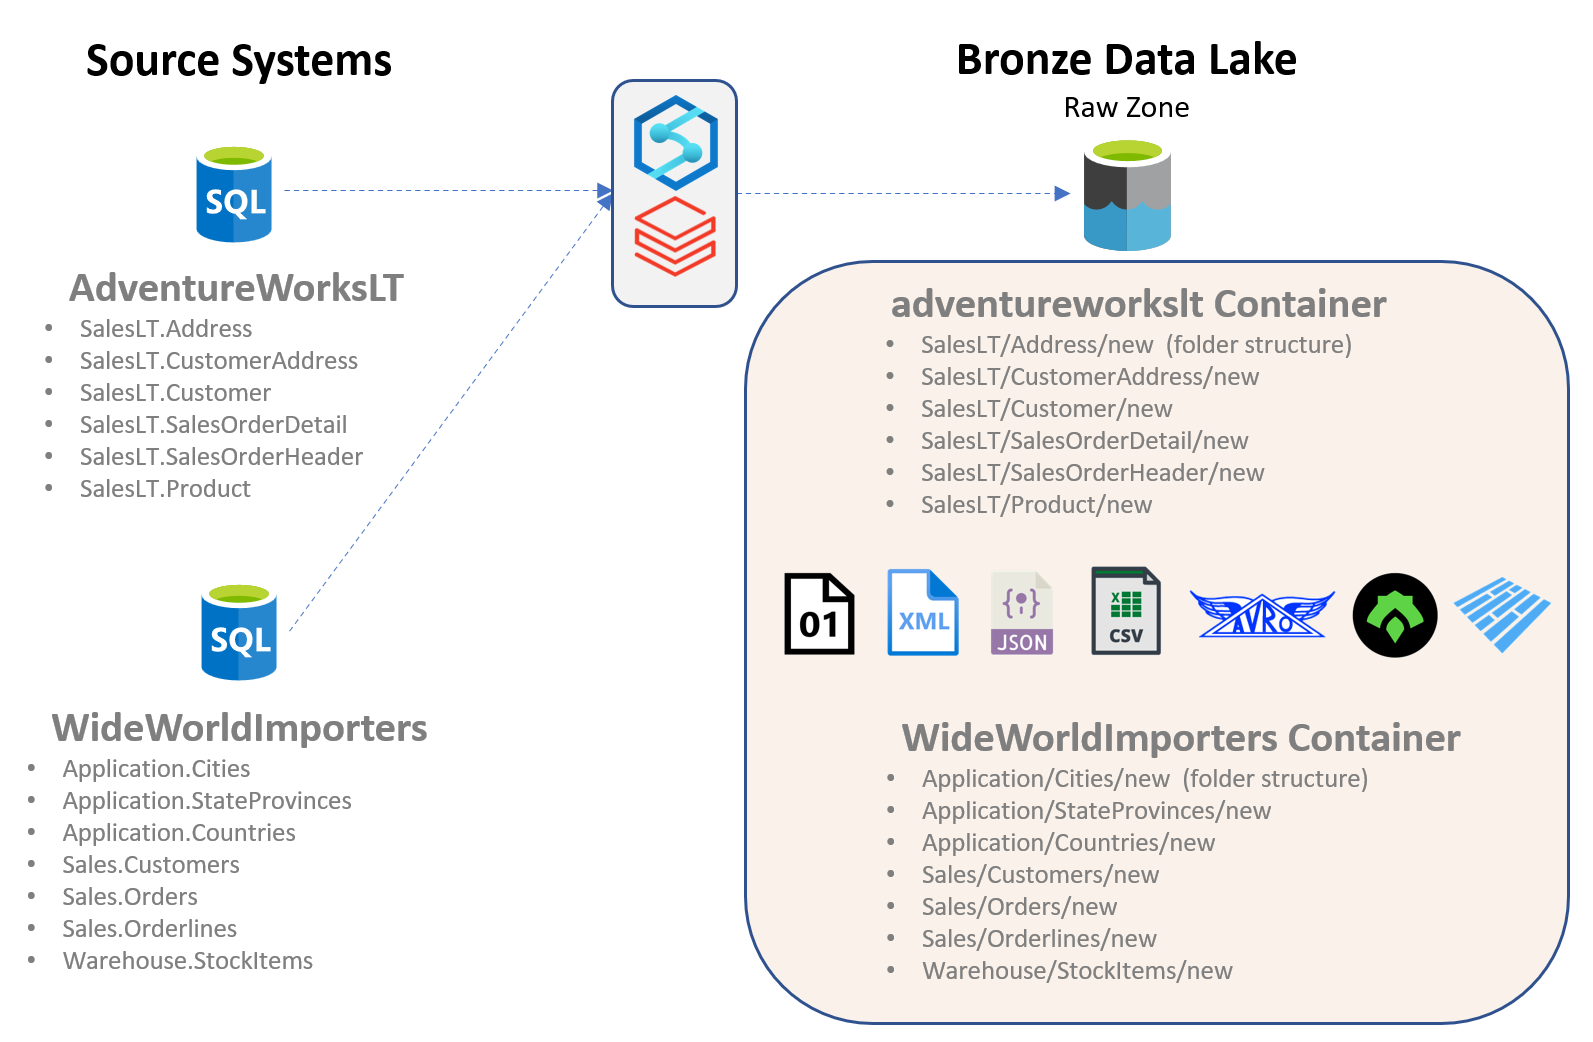 Source Systems
SQL
AdventureWorksLT
• SalesLT.Address
• SalesLT.CustomerAddress
• SalesLT.Customer
• SalesLT.SalesOrderDetail
• SalesLT.SalesOrderHeader
• SalesLT.Product
SQL
WideWorldImporters
• Application.Cities
• Application.StateProvinces
• Application.Countries
• Sales.Customers
• Sales.Orders
• Sales.Orderlines
• Warehouse.StockItems
Bronze Data Lake
Raw Zone
adventureworkslt Container
• SalesLT/Address/new (folder structure)
• SalesLT/CustomerAddress/new
• SalesLT/Customer/new
• SalesLT/SalesOrderDetail/new
• SalesLT/SalesOrderHeader/new
• SalesLT/Product/new
01
XML
JSON
X
CSV
AVRO
WideWorldImporters Container
• Application/Cities/new (folder structure)
• Application/StateProvinces/new
• Application/Countries/new
• Sales/Customers/new
• Sales/Orders/new
• Sales/Orderlines/new
• Warehouse/StockItems/new